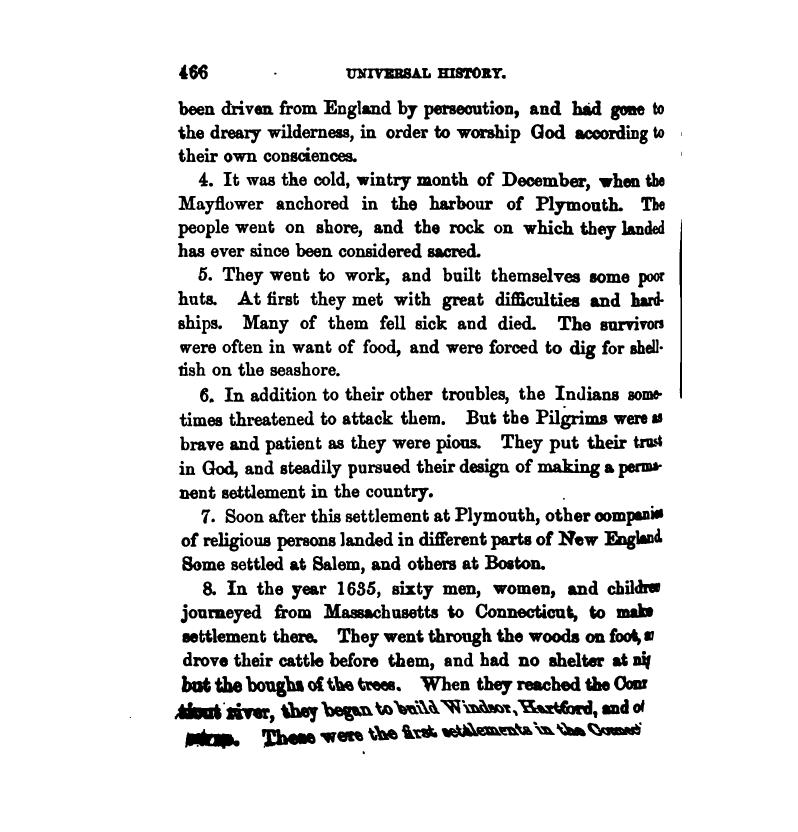 466 UNIVERSAL HISTORY.
been driven from England by persecution, and had gone to
the dreary wilderness, in order to worship God according to
their own consciences.
4. It was the cold, wintry month of December, when the
Mayflower anchored in the harbour of Plymouth. The
people went on shore, and the rock on which they landed
has ever since been considered sacred.
5. They went to work, and built themselves some poor
huts. At first they met with great difficulties and hard-
ships. Many of them fell sick and died. The survivors
were often in want of food, and were forced to dig for shell-
fish on the seashore.
6. In addition to their other troubles, the Indians some-
times threatened to attack them. But the Pilgrims were as
brave and patient as they were pious. They put their trust
in God, and steadily pursued their design of making a perma-
nent settlement in the country.
7. Soon after this settlement at Plymouth, other companies
of religious persons landed in different parts of New England
Some settled at Salem, and others at Boston.
8. In the year 1635, sixty men, women, and children
journeyed from Massachusetts to Connecticut, to make
settlement there. They went through the woods on foot,
drove their cattle before them, and had no shelter at
but the boughs of the trees. When they reached the
river, they began to build Windsor, Hartford, and
These were the first settlements in the